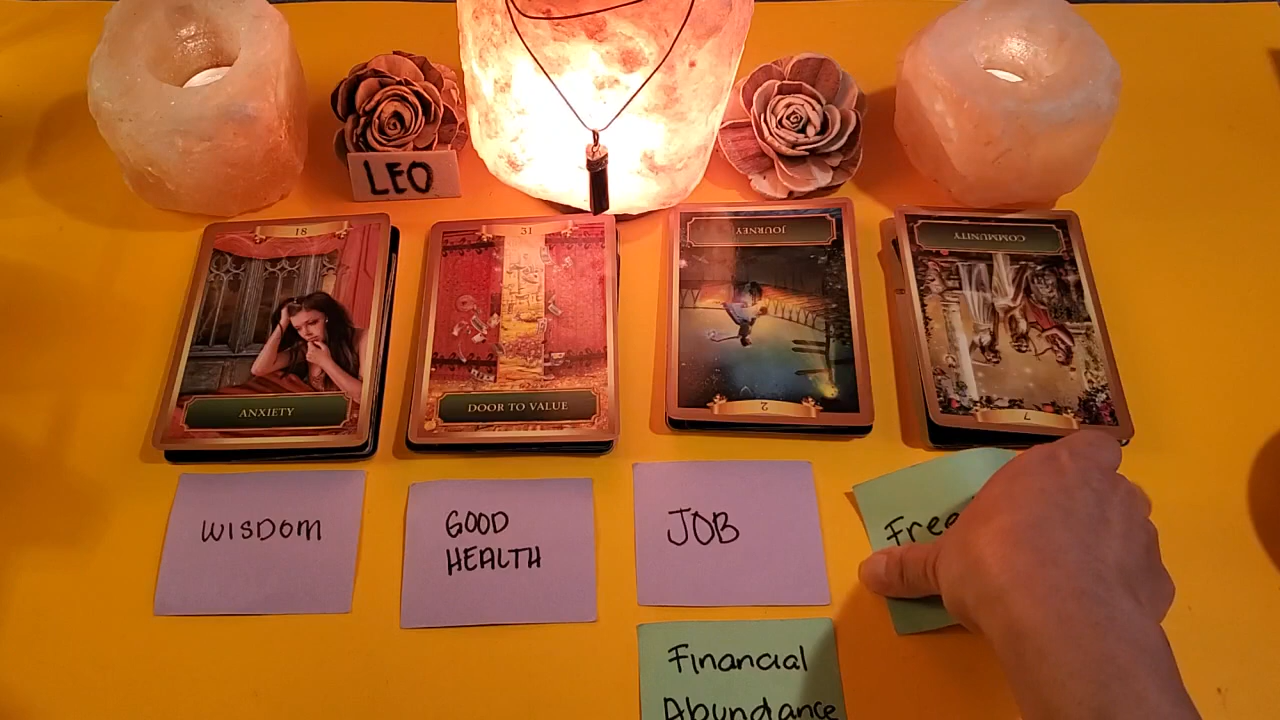 LEO
18
ANXIETY
31
DOOR TO VALUE
JOURNEY
2
COMMUNITY
7
WISDOM
GOOD
HEALTH
JOB
Financial
Abundance